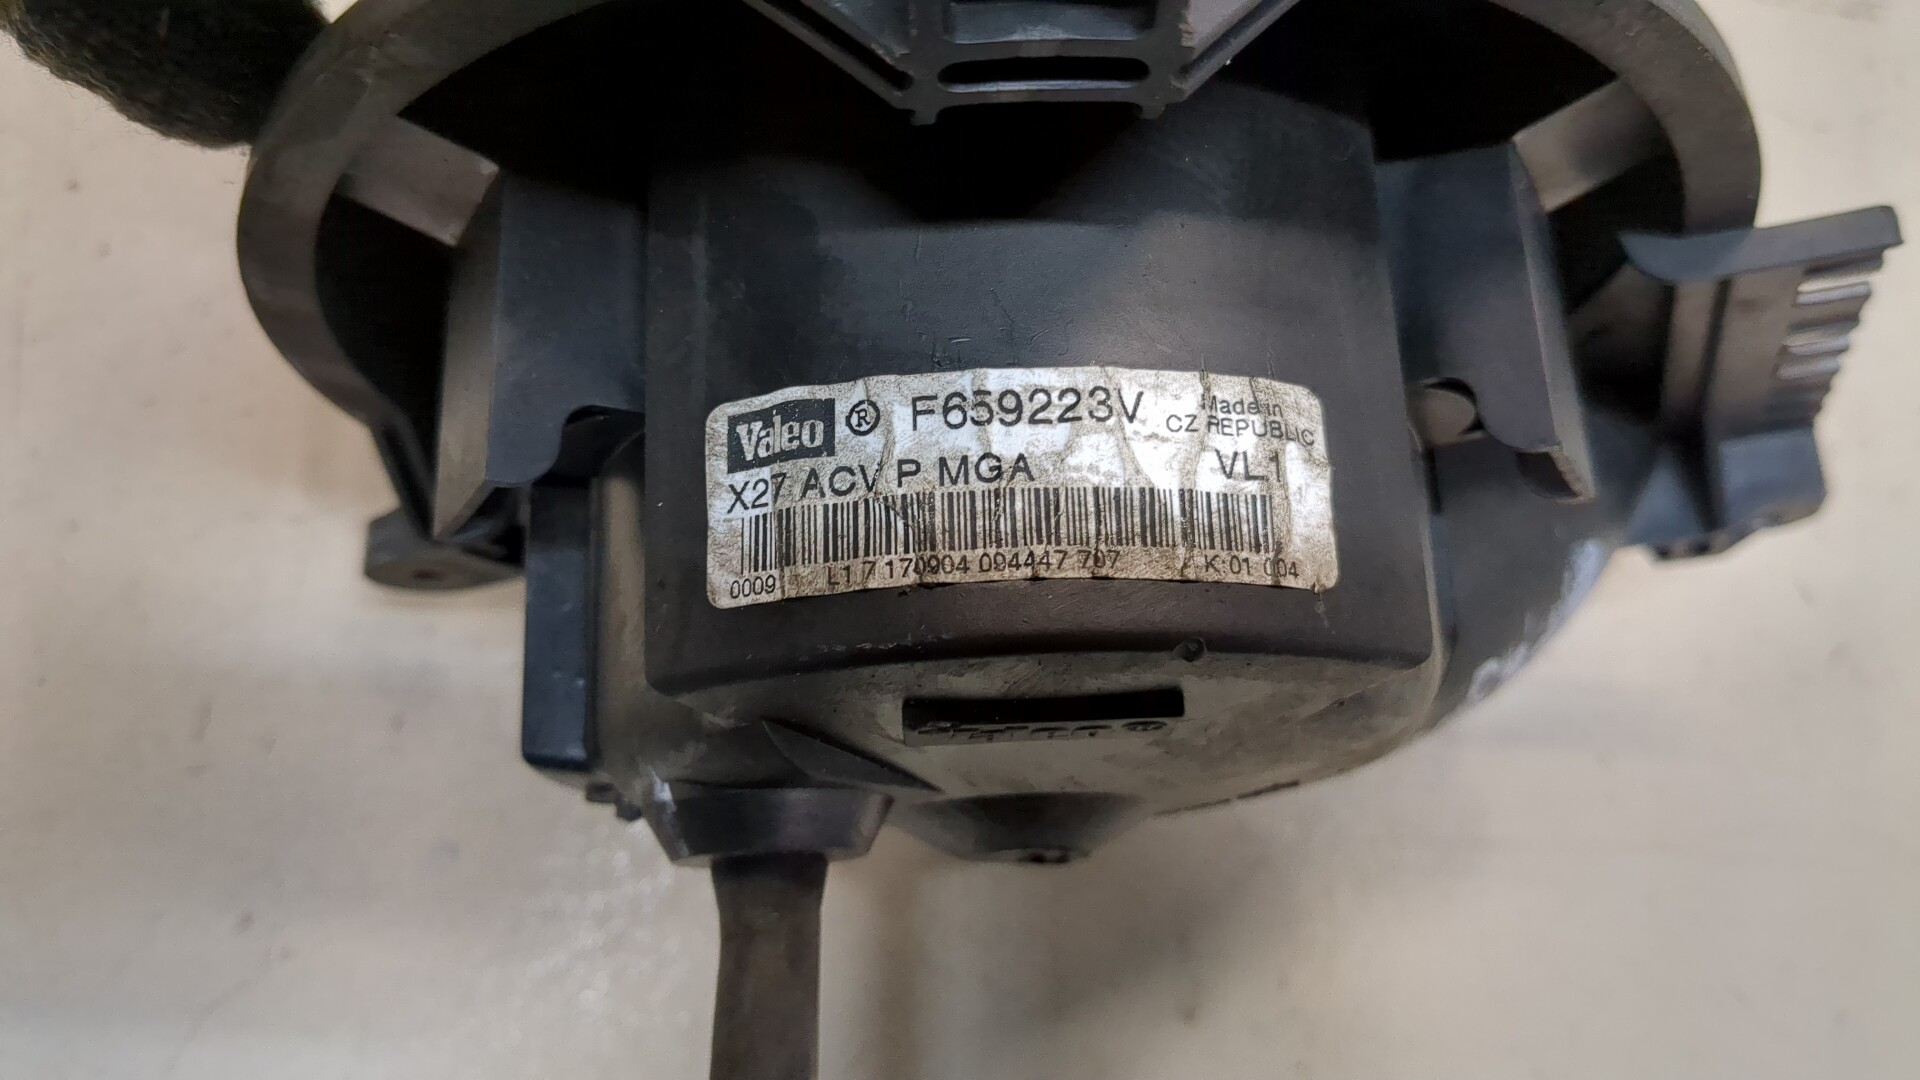 Valeo ® F659223V Made in
CZ REPUBLIC
X27 ACV P MGA VL1
0009 L1 7 170904 094447 707 K 01 004